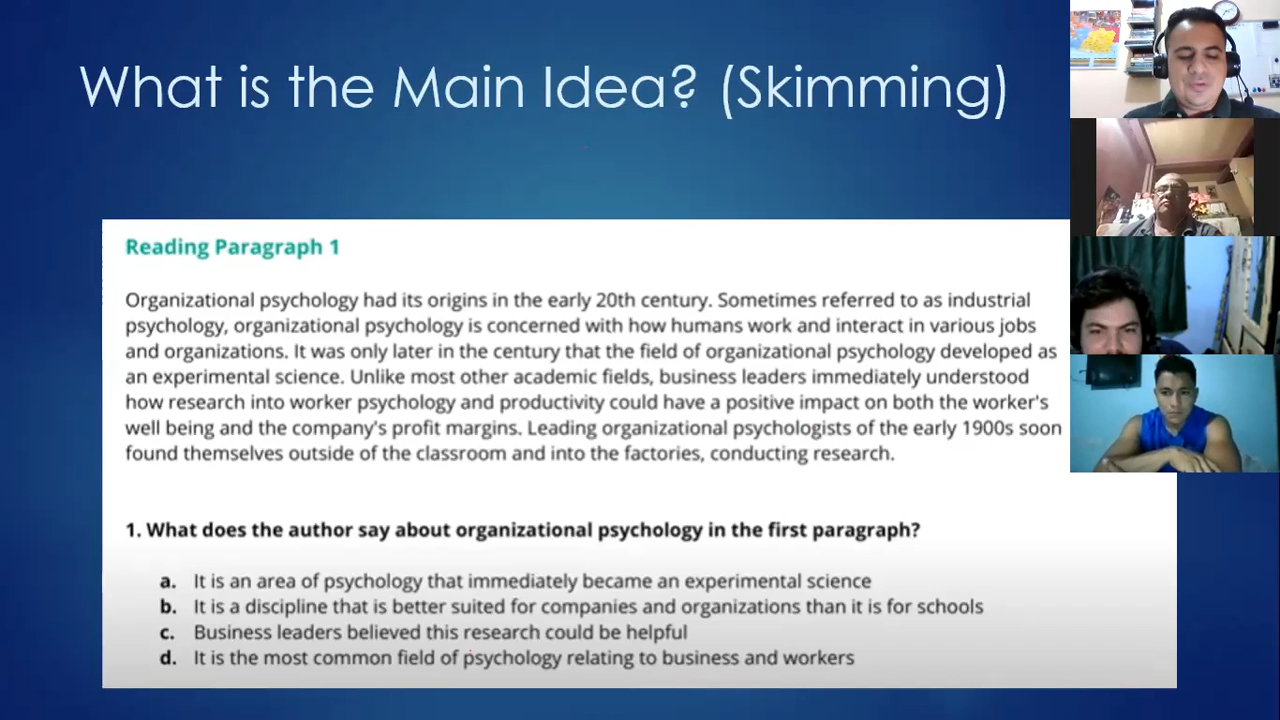 What is the Main Idea? (Skimming)
Reading Paragraph 1
Organizational psychology had its origins in the early 20th century. Sometimes referred to as industrial
psychology, organizational psychology is concerned with how humans work and interact in various jobs
and organizations. It was only later in the century that the field of organizational psychology developed as
an experimental science. Unlike most other academic fields, business leaders immediately understood
how research into worker psychology and productivity could have a positive impact on both the worker's
well being and the company's profit margins. Leading organizational psychologists of the early 1900s soon
found themselves outside of the classroom and into the factories, conducting research.
1. What does the author say about organizational psychology in the first paragraph?
a. It is an area of psychology that immediately became an experimental science
b. It is a discipline that is better suited for companies and organizations than it is for schools
c. Business leaders believed this research could be helpful
d. It is the most common field of psychology relating to business and workers